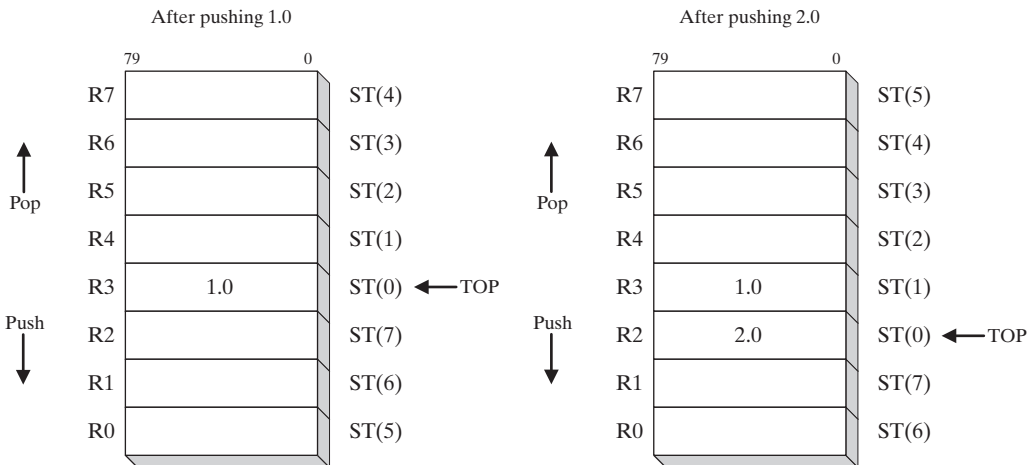 After pushing 1.0
79 0
R7 ST(4)
R6 ST(3)
Pop
R5 ST(2)
R4 ST(1)
R3 1.0 ST(0) TOP
Push
R2 ST(7)
R1 ST(6)
R0 ST(5)
After pushing 2.0
79 0
R7 ST(5)
R6 ST(4)
Pop
R5 ST(3)
R4 ST(2)
R3 1.0 ST(1)
Push
R2 2.0 ST(0) TOP
R1 ST(7)
R0 ST(6)